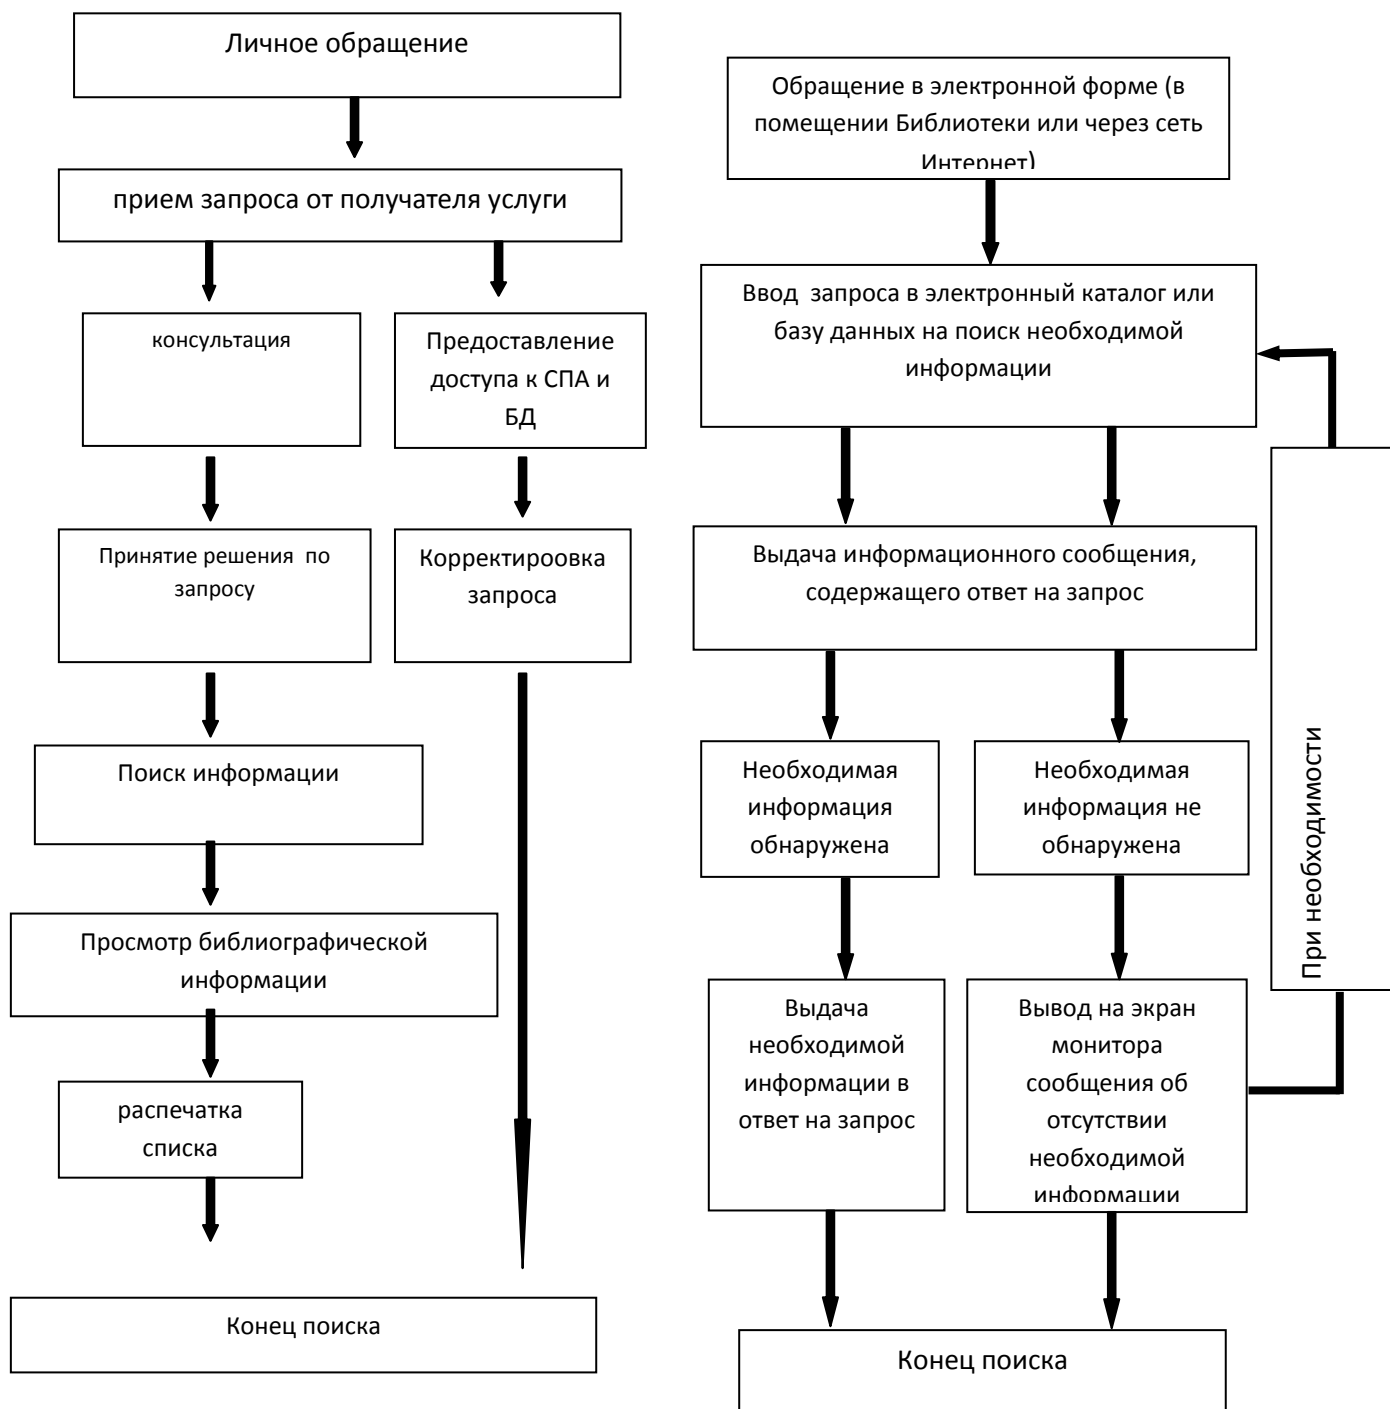 Личное обращение
прием запроса от получателя услуги
консультация
Предоставление
доступа к СПА и
БД
Принятие решения по
запросу
Корректироовка
запроса
Поиск информации
Просмотр библиографической
информации
распечатка
списка
Конец поиска
Обращение в электронной форме (в
помещении Библиотеки или через сеть
Интернет)
Ввод запроса в электронный каталог или
базу данных на поиск необходимой
информации
Выдача информационного сообщения,
содержащего ответ на запрос
Необходимая
информация
обнаружена
Необходимая
информация не
обнаружена
Выдача
необходимой
информации в
ответ на запрос
Вывод на экран
монитора
сообщения об
отсутствии
необходимой
информации
При необходимости
Конец поиска